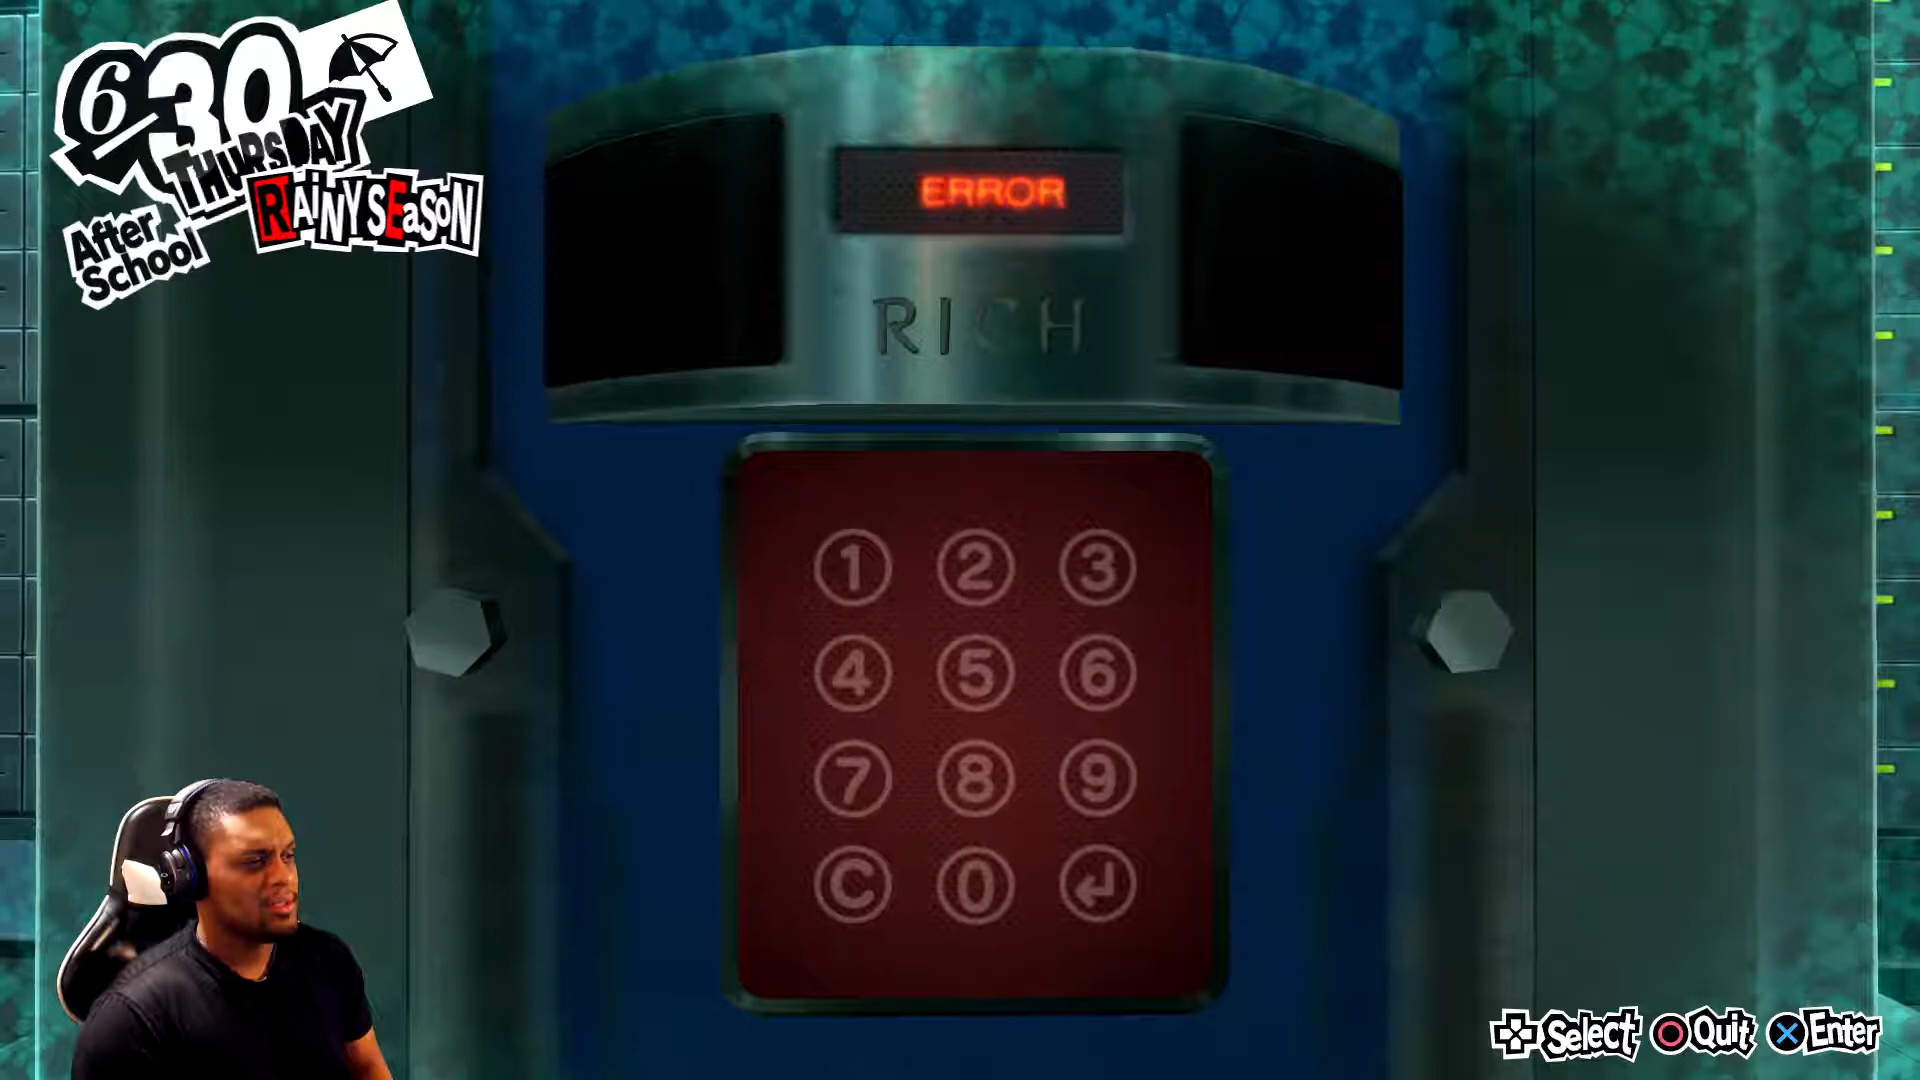 6/30
THURSDAY
RAINY SEASON
After School
ERROR
RICH
1 2 3
4 5 6
7 8 9
C 0 ↵
Select Quit Enter